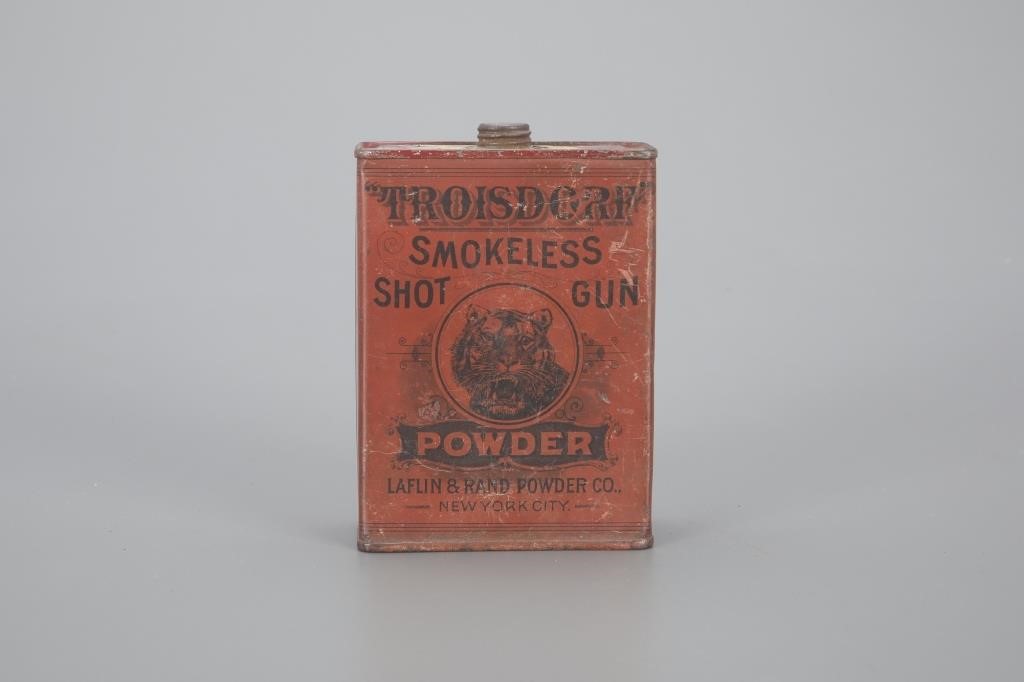 "TROISDORF"
SMOKELESS
SHOT GUN
POWDER
LAFLIN & RAND POWDER CO.,
NEW YORK CITY.